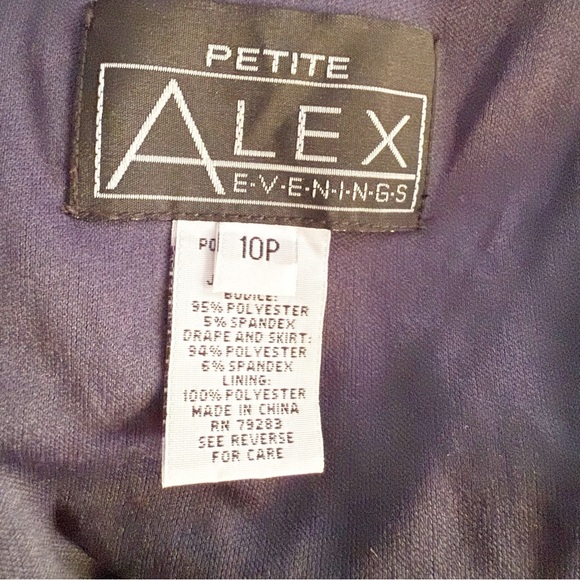 PETITE
ALEX
E·V·E·N·I·N·G·S
10P
BODICE:
95% POLYESTER
5% SPANDEX
DRAPE AND SKIRT:
94% POLYESTER
6% SPANDEX
LINING:
100% POLYESTER
MADE IN CHINA
RN 79283
SEE REVERSE
FOR CARE